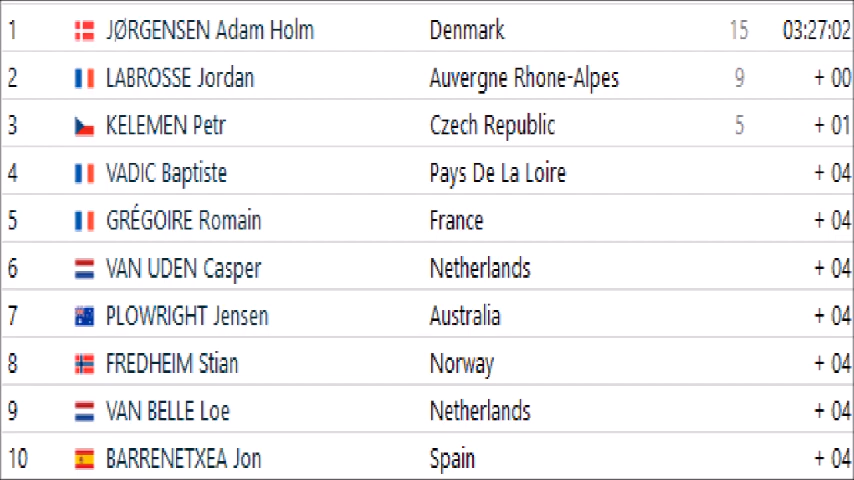 1 JØRGENSEN Adam Holm Denmark 15 03:27:02
2 LABROSSE Jordan Auvergne Rhone-Alpes 9 + 00
3 KELEMEN Petr Czech Republic 5 + 01
4 VADIC Baptiste Pays De La Loire + 04
5 GRÉGOIRE Romain France + 04
6 VAN UDEN Casper Netherlands + 04
7 PLOWRIGHT Jensen Australia + 04
8 FREDHEIM Stian Norway + 04
9 VAN BELLE Loe Netherlands + 04
10 BARRENETXEA Jon Spain + 04